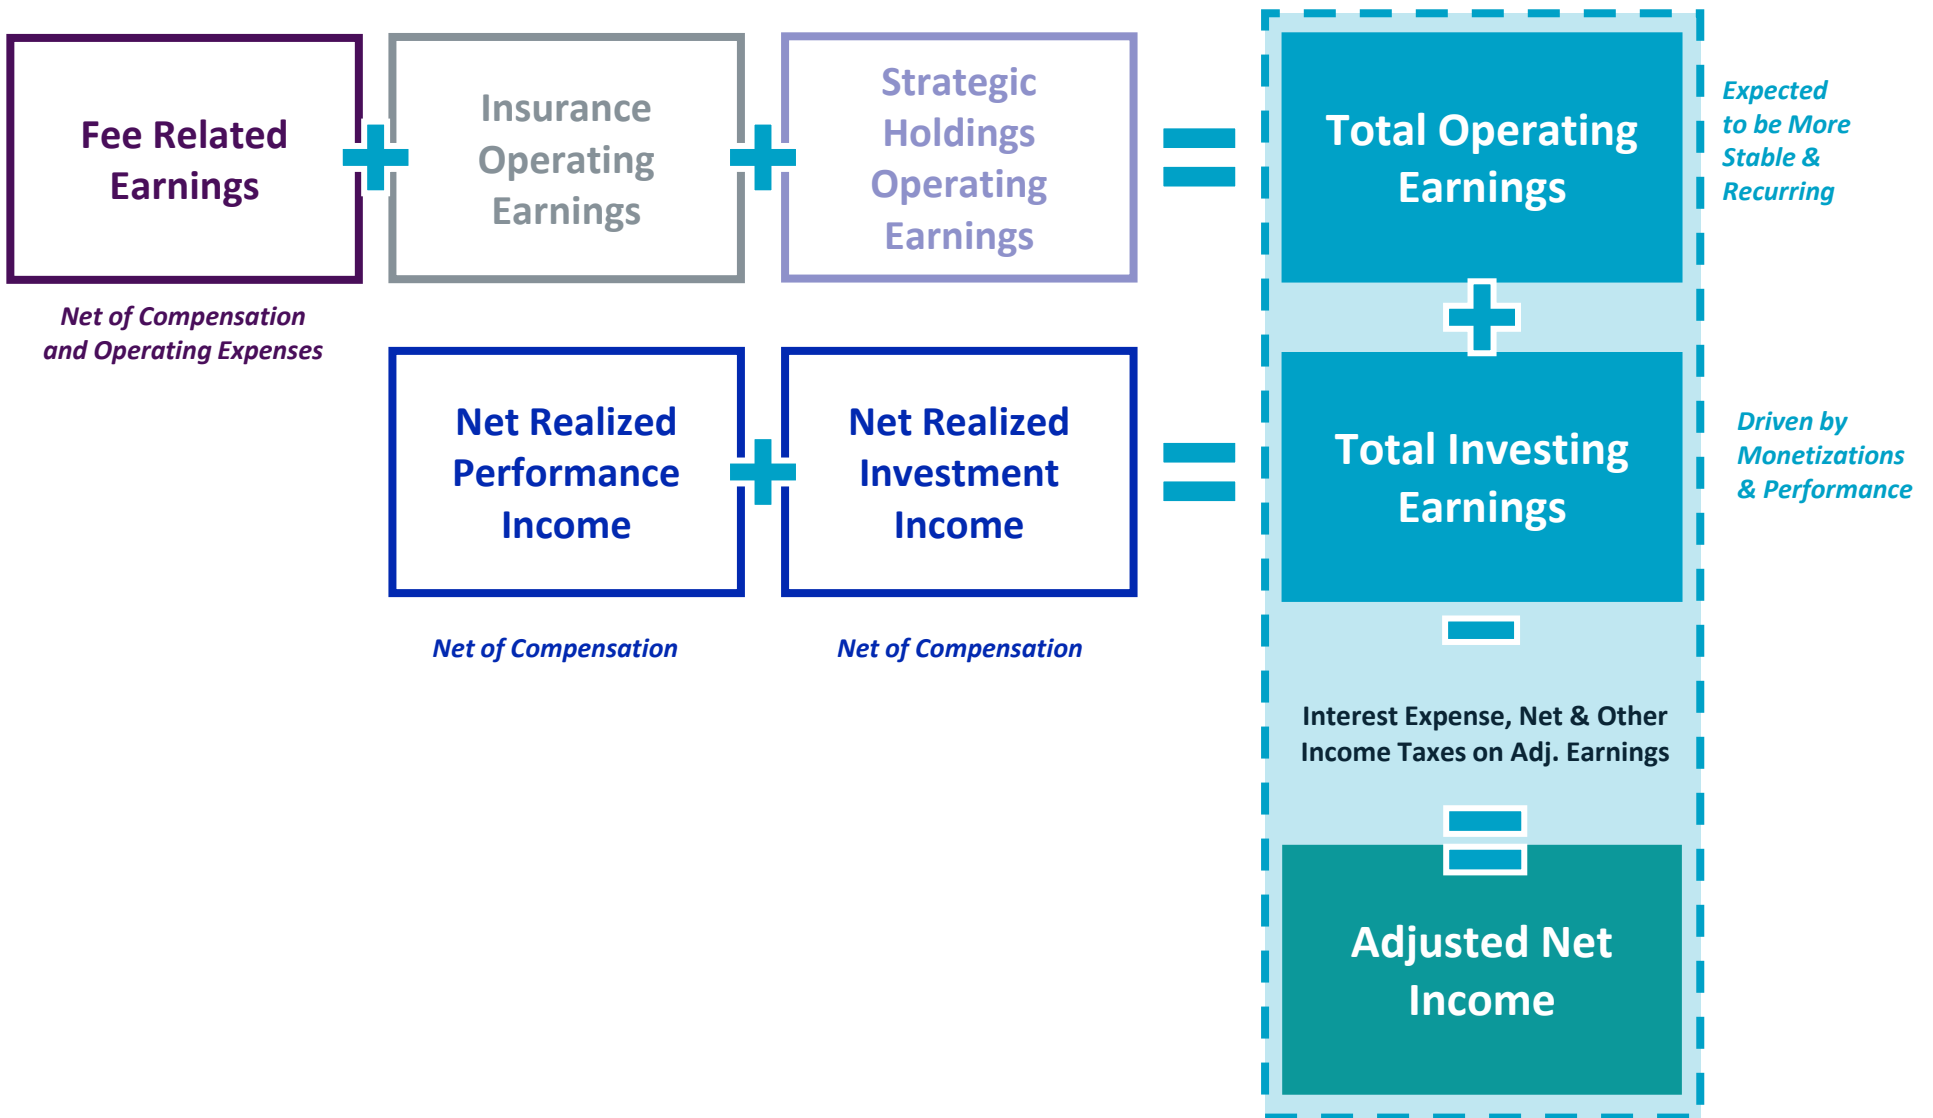 Fee Related
Earnings
Net of Compensation
and Operating Expenses
Insurance
Operating
Earnings
Strategic
Holdings
Operating
Earnings
Total Operating
Earnings
Expected
to be More
Stable &
Recurring
Net Realized
Performance
Income
Net of Compensation
Net Realized
Investment
Income
Net of Compensation
Total Investing
Earnings
Driven by
Monetizations
& Performance
Interest Expense, Net & Other
Income Taxes on Adj. Earnings
Adjusted Net
Income